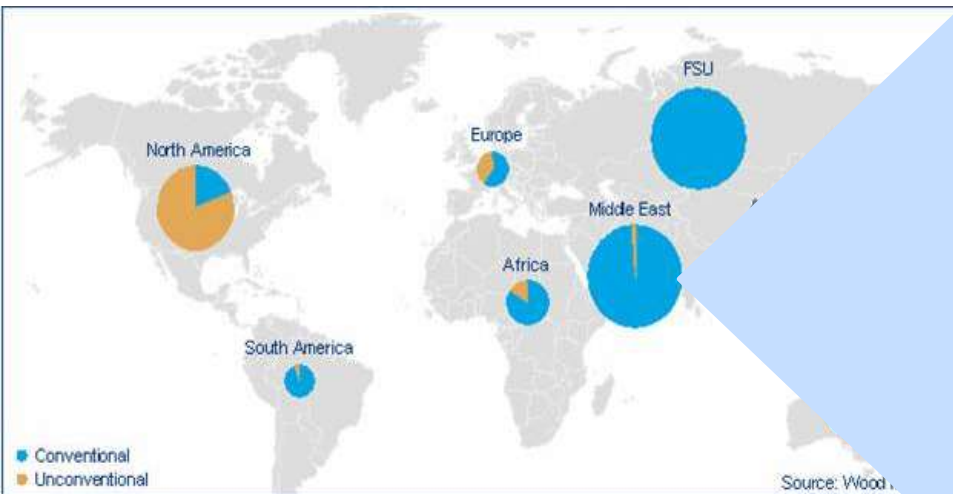 FSU
Europe
North America
Middle East
Africa
South America
Conventional
Unconventional
Source: Wood